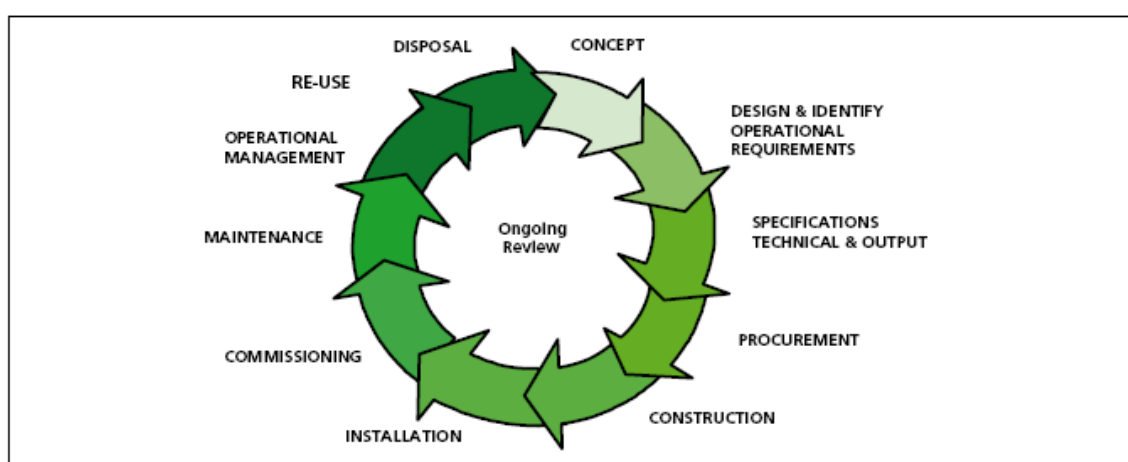 CONCEPT
DESIGN & IDENTIFY
OPERATIONAL
REQUIREMENTS
SPECIFICATIONS
TECHNICAL & OUTPUT
PROCUREMENT
CONSTRUCTION
INSTALLATION
COMMISSIONING
MAINTENANCE
OPERATIONAL
MANAGEMENT
RE-USE
DISPOSAL
Ongoing
Review